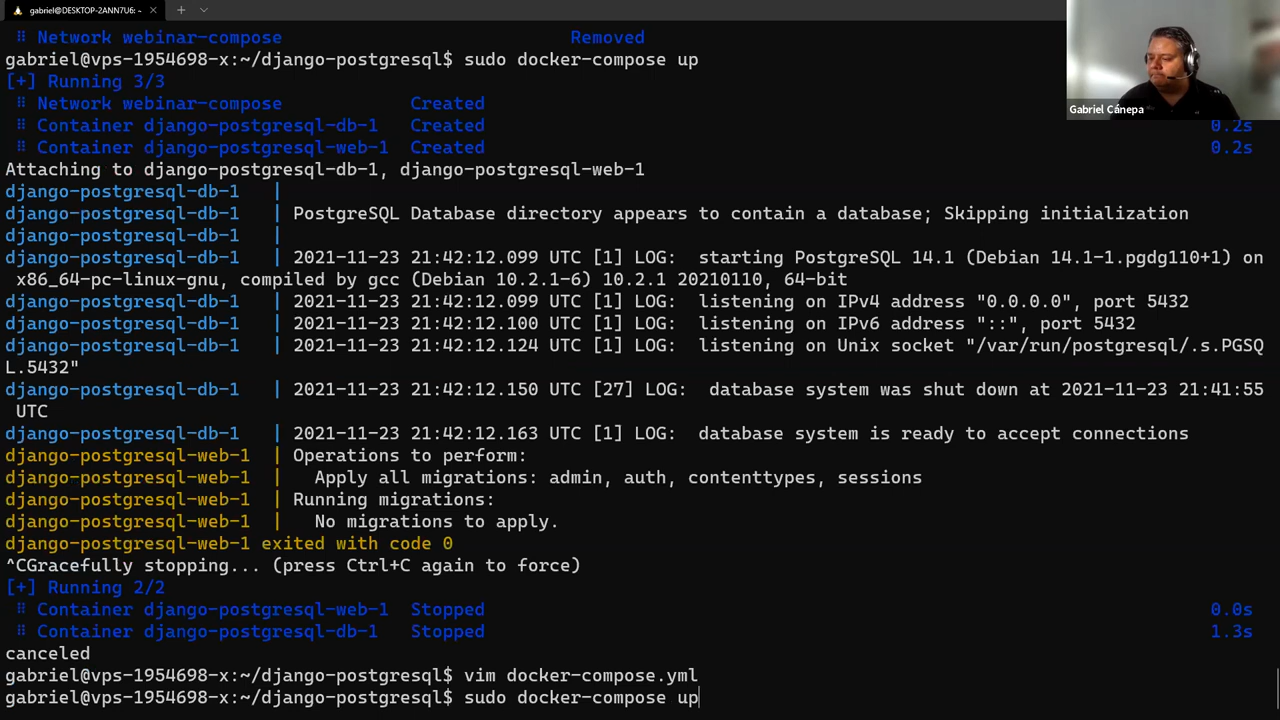 gabriel@DESKTOP-2ANN7U6: ~
Network webinar-compose Removed
gabriel@vps-1954698-x:~/django-postgresql$ sudo docker-compose up
[+] Running 3/3
⠿ Network webinar-compose Created
⠿ Container django-postgresql-db-1 Created 0.2s
⠿ Container django-postgresql-web-1 Created 0.2s
Attaching to django-postgresql-db-1, django-postgresql-web-1
django-postgresql-db-1 |
django-postgresql-db-1 | PostgreSQL Database directory appears to contain a database; Skipping initialization
django-postgresql-db-1 |
django-postgresql-db-1 | 2021-11-23 21:42:12.099 UTC [1] LOG: starting PostgreSQL 14.1 (Debian 14.1-1.pgdg110+1) on
x86_64-pc-linux-gnu, compiled by gcc (Debian 10.2.1-6) 10.2.1 20210110, 64-bit
django-postgresql-db-1 | 2021-11-23 21:42:12.099 UTC [1] LOG: listening on IPv4 address "0.0.0.0", port 5432
django-postgresql-db-1 | 2021-11-23 21:42:12.100 UTC [1] LOG: listening on IPv6 address "::", port 5432
django-postgresql-db-1 | 2021-11-23 21:42:12.124 UTC [1] LOG: listening on Unix socket "/var/run/postgresql/.s.PGSQ
L.5432"
django-postgresql-db-1 | 2021-11-23 21:42:12.150 UTC [27] LOG: database system was shut down at 2021-11-23 21:41:55
UTC
django-postgresql-db-1 | 2021-11-23 21:42:12.163 UTC [1] LOG: database system is ready to accept connections
django-postgresql-web-1 | Operations to perform:
django-postgresql-web-1 | Apply all migrations: admin, auth, contenttypes, sessions
django-postgresql-web-1 | Running migrations:
django-postgresql-web-1 | No migrations to apply.
django-postgresql-web-1 exited with code 0
^CGracefully stopping... (press Ctrl+C again to force)
[+] Running 2/2
⠿ Container django-postgresql-web-1 Stopped 0.0s
⠿ Container django-postgresql-db-1 Stopped 1.3s
canceled
gabriel@vps-1954698-x:~/django-postgresql$ vim docker-compose.yml
gabriel@vps-1954698-x:~/django-postgresql$ sudo docker-compose up
Gabriel Cánepa